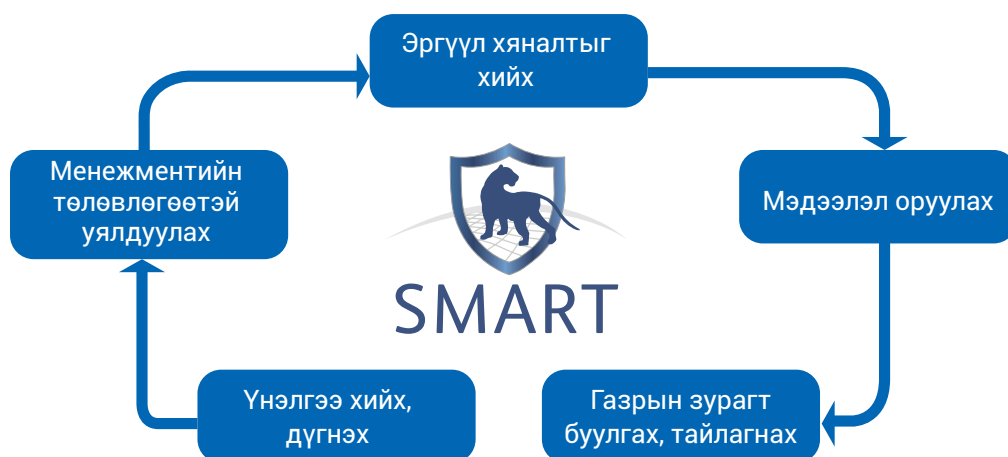 Эргүүл хяналтыг
хийх
Менежментийн
төлөвлөгөөтэй
уялдуулах
Мэдээлэл оруулах
SMART
Үнэлгээ хийх,
дүгнэх
Газрын зурагт
буулгах, тайлагнах